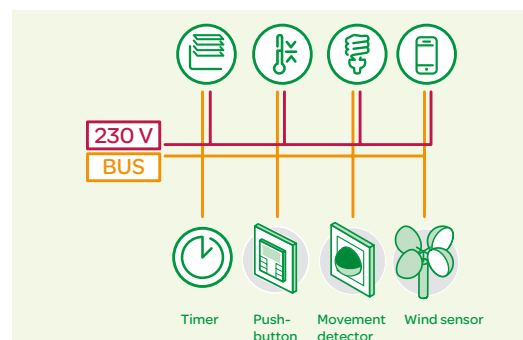 230 V
BUS
Timer
Push-
button
Movement
detector
Wind sensor